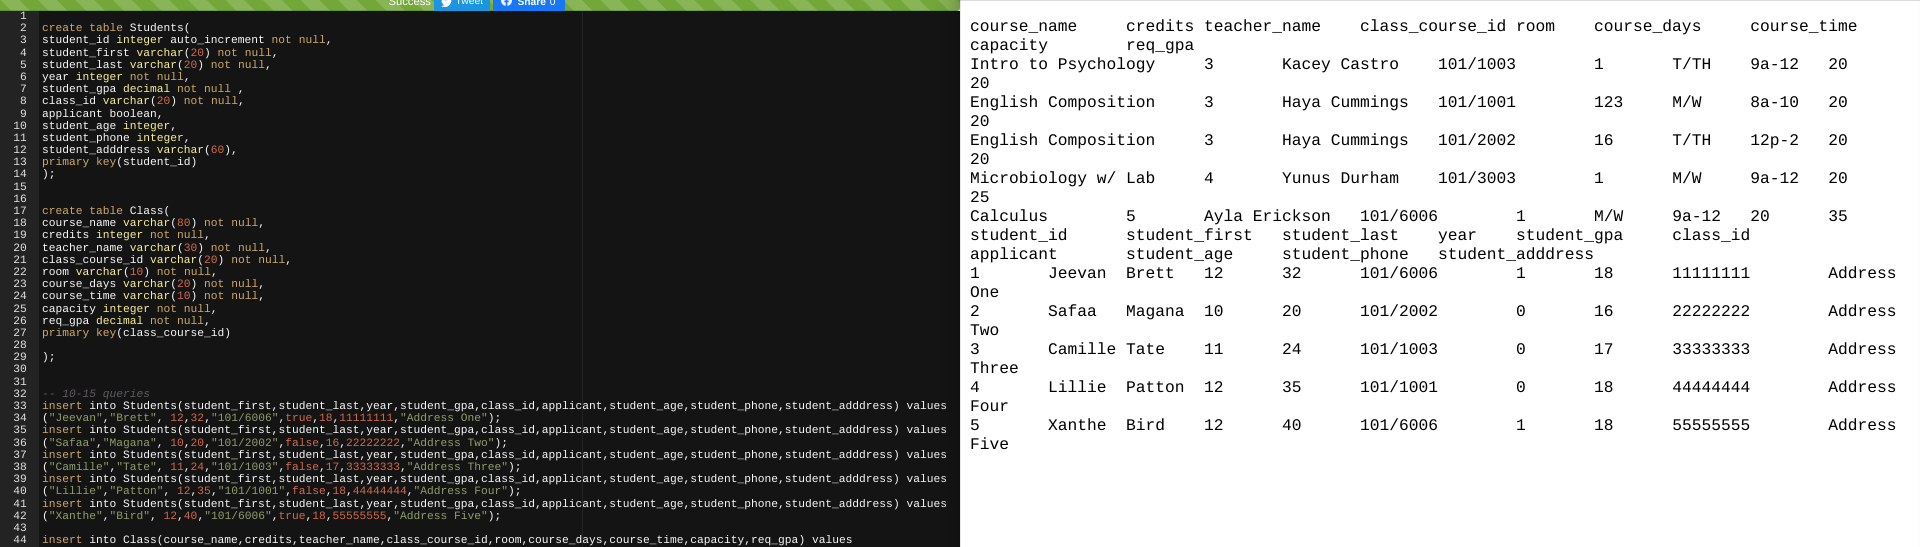 Success Tweet Share 0
1
2 create table Students(
3 student_id integer auto_increment not null,
4 student_first varchar(20) not null,
5 student_last varchar(20) not null,
6 year integer not null,
7 student_gpa decimal not null ,
8 class_id varchar(20) not null,
9 applicant boolean,
10 student_age integer,
11 student_phone integer,
12 student_adddress varchar(60),
13 primary key(student_id)
14 );
15
16
17 create table Class(
18 course_name varchar(80) not null,
19 credits integer not null,
20 teacher_name varchar(30) not null,
21 class_course_id varchar(20) not null,
22 room varchar(10) not null,
23 course_days varchar(20) not null,
24 course_time varchar(10) not null,
25 capacity integer not null,
26 req_gpa decimal not null,
27 primary key(class_course_id)
28
29 );
30
31
32 -- 10-15 queries
33 insert into Students(student_first,student_last,year,student_gpa,class_id,applicant,student_age,student_phone,student_adddress) values
34 ("Jeevan","Brett", 12,32,"101/6006",true,18,11111111,"Address One");
35 insert into Students(student_first,student_last,year,student_gpa,class_id,applicant,student_age,student_phone,student_adddress) values
36 ("Safaa","Magana", 10,20,"101/2002",false,16,22222222,"Address Two");
37 insert into Students(student_first,student_last,year,student_gpa,class_id,applicant,student_age,student_phone,student_adddress) values
38 ("Camille","Tate", 11,24,"101/1003",false,17,33333333,"Address Three");
39 insert into Students(student_first,student_last,year,student_gpa,class_id,applicant,student_age,student_phone,student_adddress) values
40 ("Lillie","Patton", 12,35,"101/1001",false,18,44444444,"Address Four");
41 insert into Students(student_first,student_last,year,student_gpa,class_id,applicant,student_age,student_phone,student_adddress) values
42 ("Xanthe","Bird", 12,40,"101/6006",true,18,55555555,"Address Five");
43
44 insert into Class(course_name,credits,teacher_name,class_course_id,room,course_days,course_time,capacity,req_gpa) values
course_name credits teacher_name class_course_id room course_days course_time
capacity req_gpa
Intro to Psychology 3 Kacey Castro 101/1003 1 T/TH 9a-12 20
20
English Composition 3 Haya Cummings 101/1001 123 M/W 8a-10 20
20
English Composition 3 Haya Cummings 101/2002 16 T/TH 12p-2 20
20
Microbiology w/ Lab 4 Yunus Durham 101/3003 1 M/W 9a-12 20
25
Calculus 5 Ayla Erickson 101/6006 1 M/W 9a-12 20 35
student_id student_first student_last year student_gpa class_id
applicant student_age student_phone student_adddress
1 Jeevan Brett 12 32 101/6006 1 18 11111111 Address
One
2 Safaa Magana 10 20 101/2002 0 16 22222222 Address
Two
3 Camille Tate 11 24 101/1003 0 17 33333333 Address
Three
4 Lillie Patton 12 35 101/1001 0 18 44444444 Address
Four
5 Xanthe Bird 12 40 101/6006 1 18 55555555 Address
Five